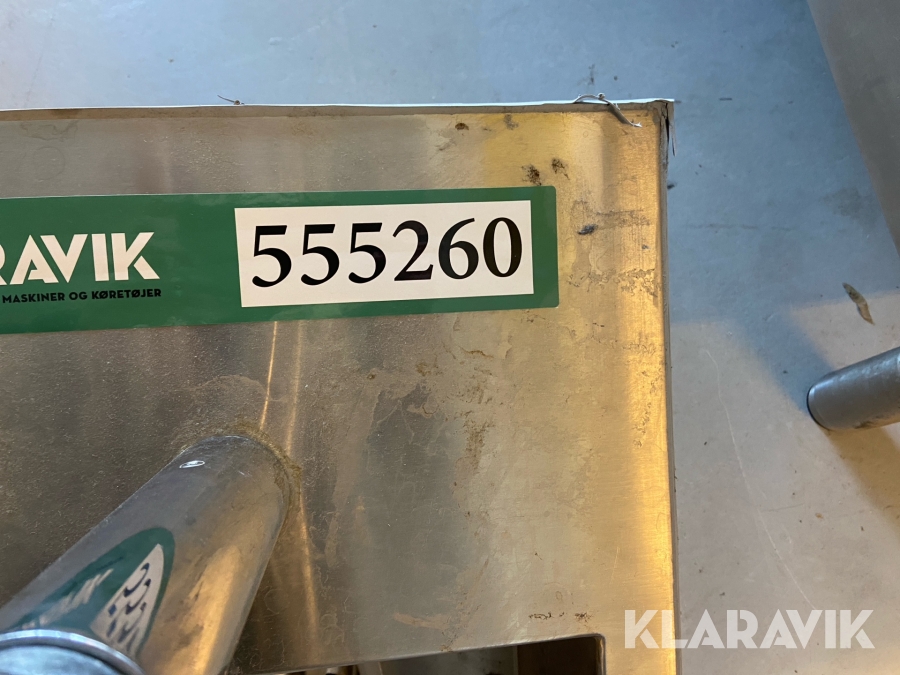 RAVIK
MASKINER OG KØRETØJER
555260
KLARAVIK